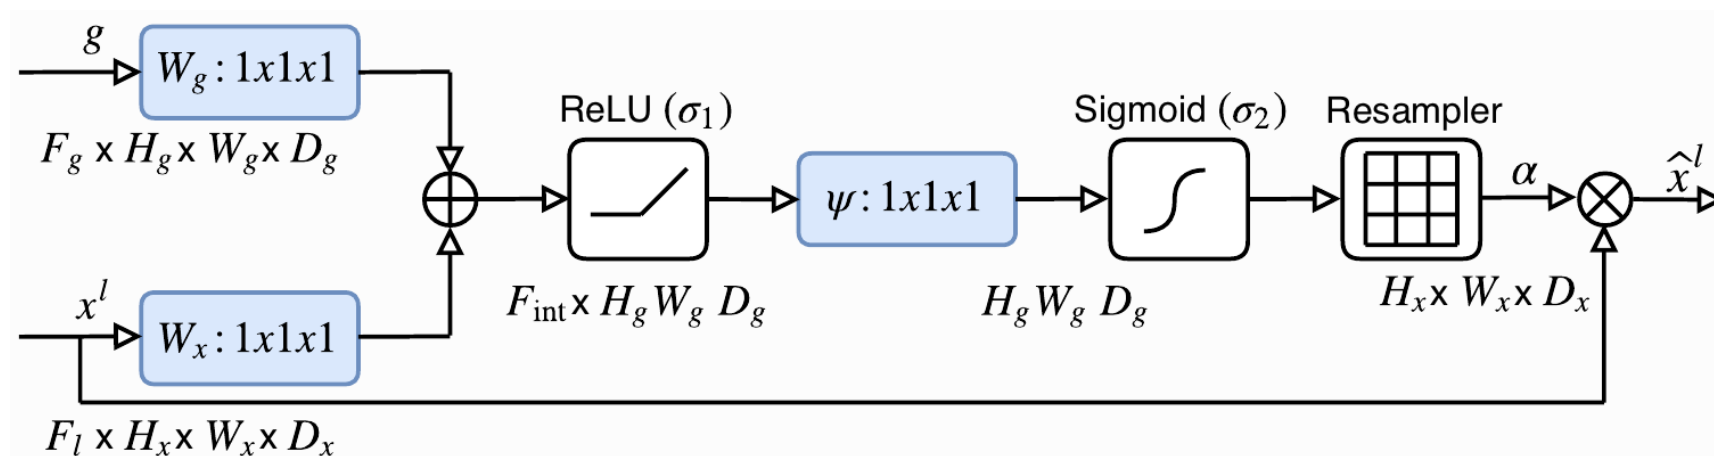 g
W_g : 1x1x1
F_g x H_g x W_g x D_g
x^l
W_x : 1x1x1
F_l x H_x x W_x x D_x
ReLU (σ_1)
F_int x H_g W_g D_g
ψ : 1x1x1
H_g W_g D_g
Sigmoid (σ_2)
Resampler
H_x x W_x x D_x
α
x̂^l